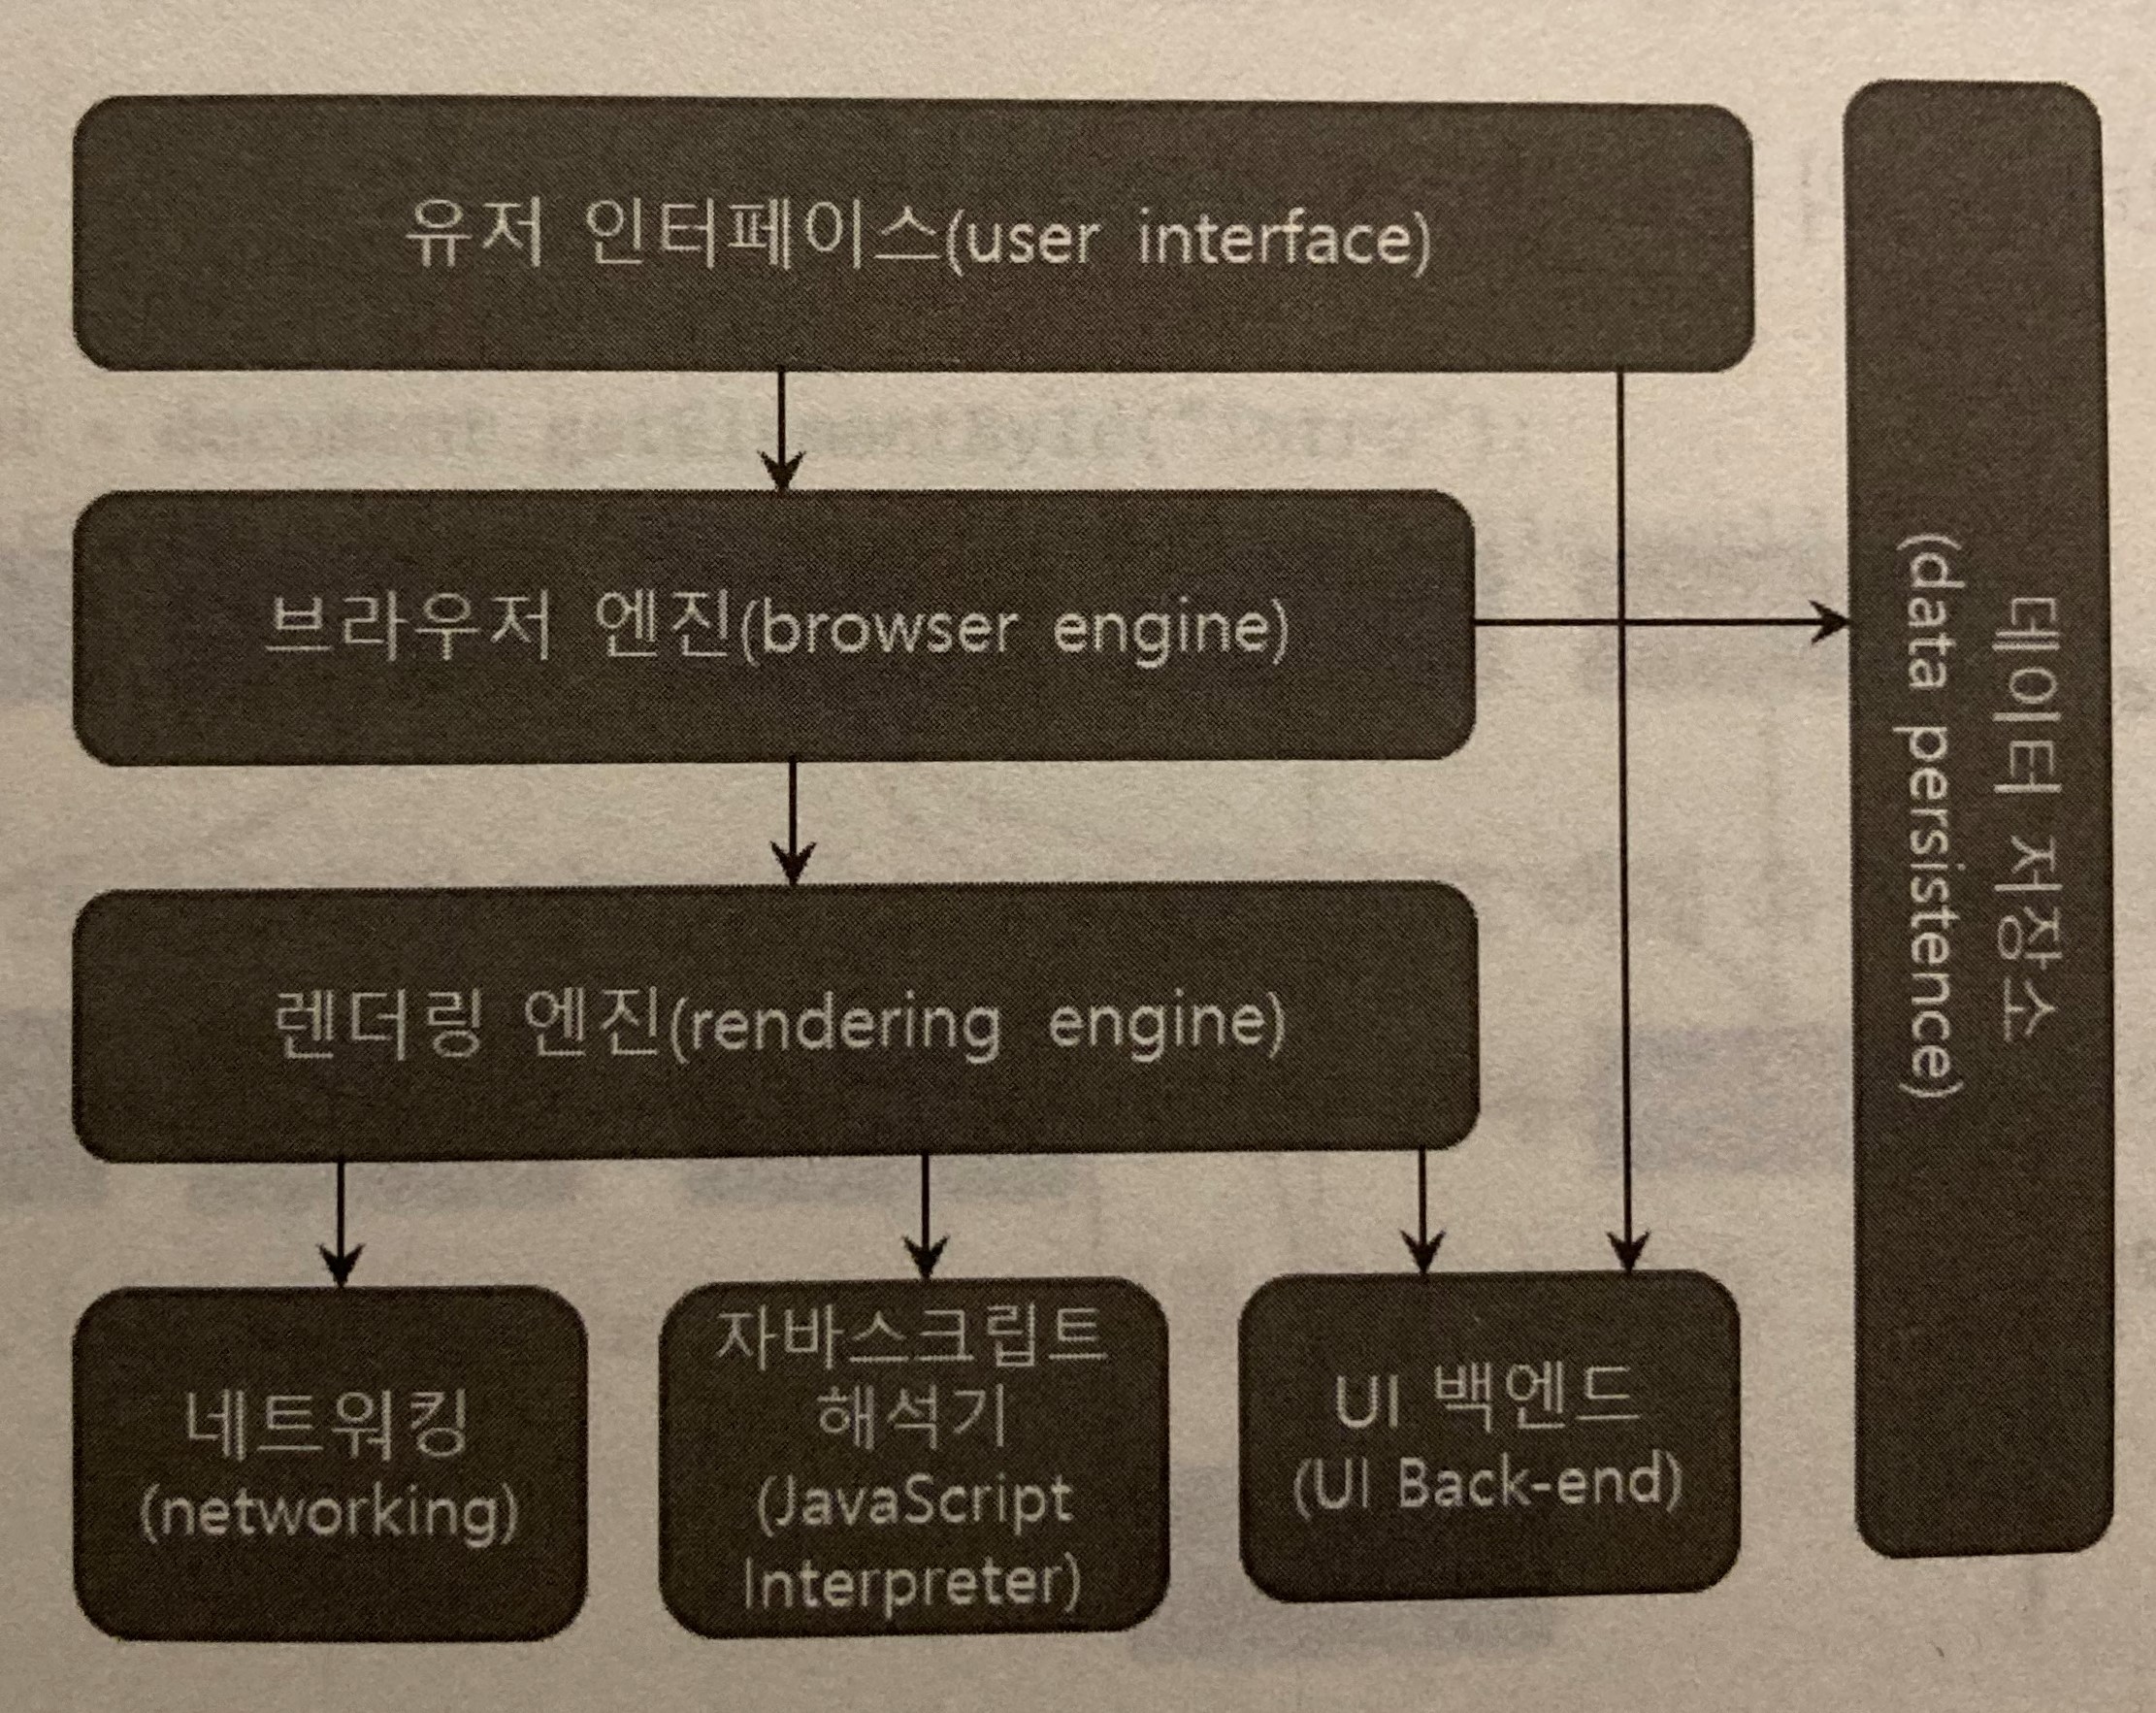 유저 인터페이스(user interface)
브라우저 엔진(browser engine)
렌더링 엔진(rendering engine)
네트워킹
(networking)
자바스크립트
해석기
(JavaScript
Interpreter)
UI 백엔드
(UI Back-end)
데이터 저장소
(data persistence)